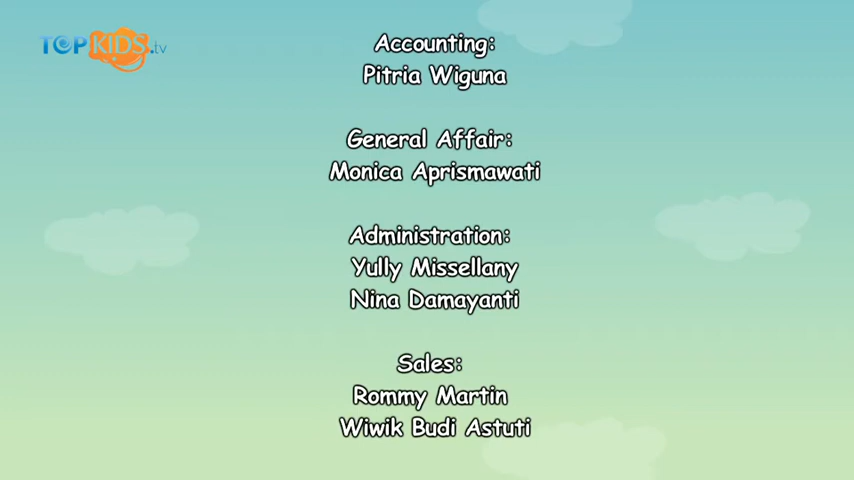 TOPKIDS.tv
Accounting:
Pitria Wiguna
General Affair:
Monica Aprismawati
Administration:
Yully Missellany
Nina Damayanti
Sales:
Rommy Martin
Wiwik Budi Astuti